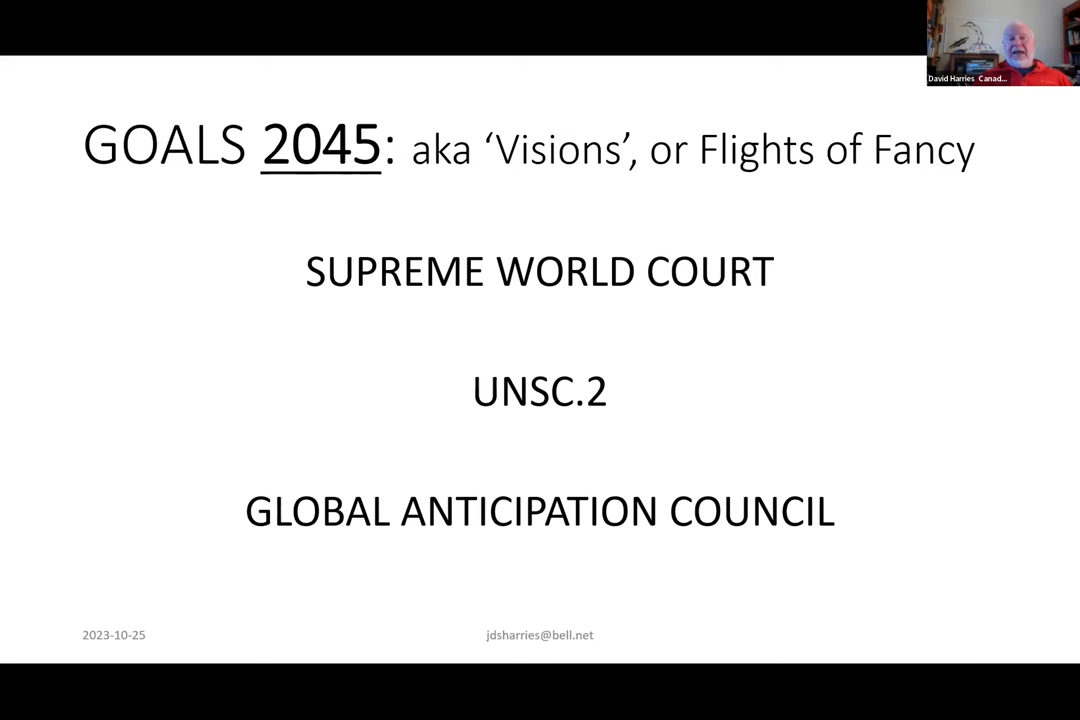 David Harries Canad...
GOALS 2045: aka ‘Visions’, or Flights of Fancy
SUPREME WORLD COURT
UNSC.2
GLOBAL ANTICIPATION COUNCIL
2023-10-25
jdsharries@bell.net